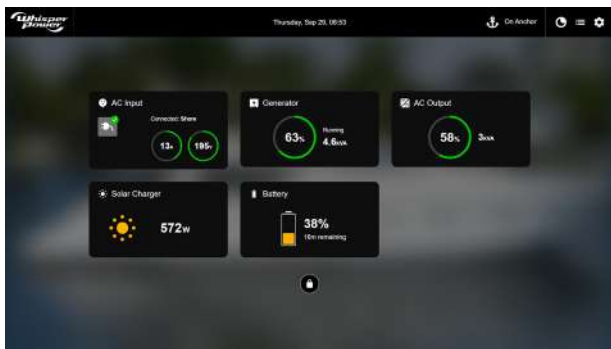 Whisper Power
Thursday, Sep 29, 08:53
On Anchor
AC Input
Connected: Shore
13A
195V
Generator
63%
Running
4.6kVA
AC Output
58%
3kVA
Solar Charger
572w
Battery
38%
16m remaining